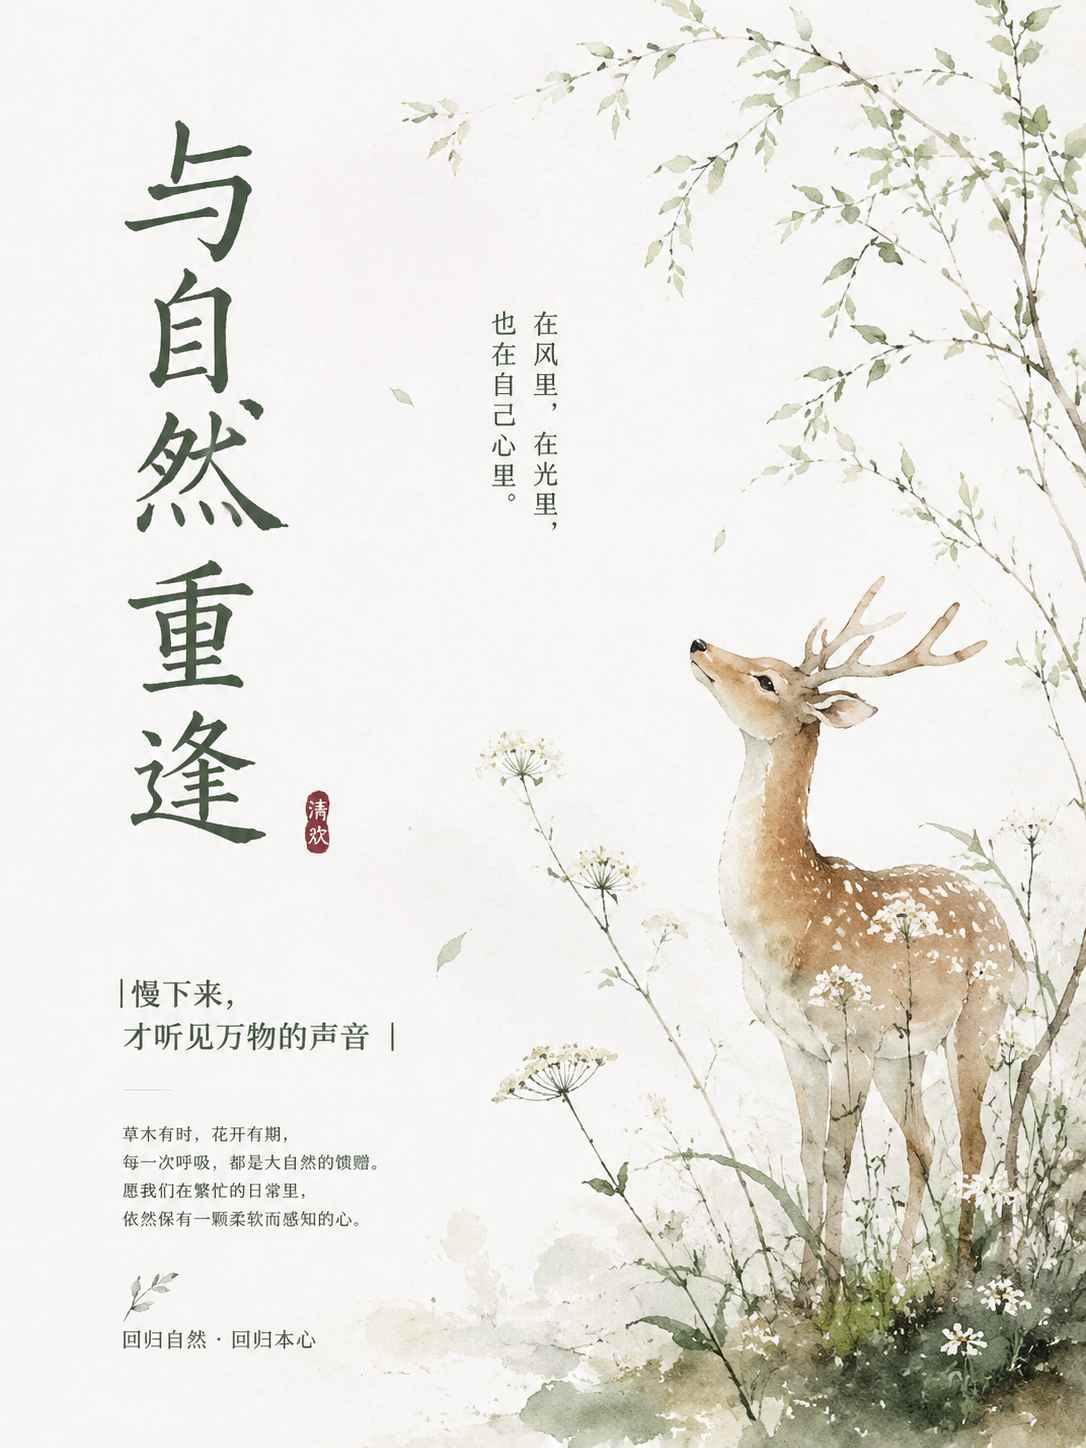 与自然重逢
清欢
在风里，在光里，
也在自己心里。
慢下来，
才听见万物的声音
草木有时，花开有期，
每一次呼吸，都是大自然的馈赠。
愿我们在繁忙的日常里，
依然保有一颗柔软而感知的心。
回归自然·回归本心